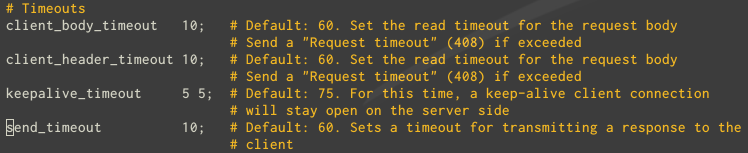 # Timeouts
client_body_timeout 10; # Default: 60. Set the read timeout for the request body
# Send a "Request timeout" (408) if exceeded
client_header_timeout 10; # Default: 60. Set the read timeout for the request body
# Send a "Request timeout" (408) if exceeded
keepalive_timeout 5 5; # Default: 75. For this time, a keep-alive client connection
# will stay open on the server side
send_timeout 10; # Default: 60. Sets a timeout for transmitting a response to the
# client